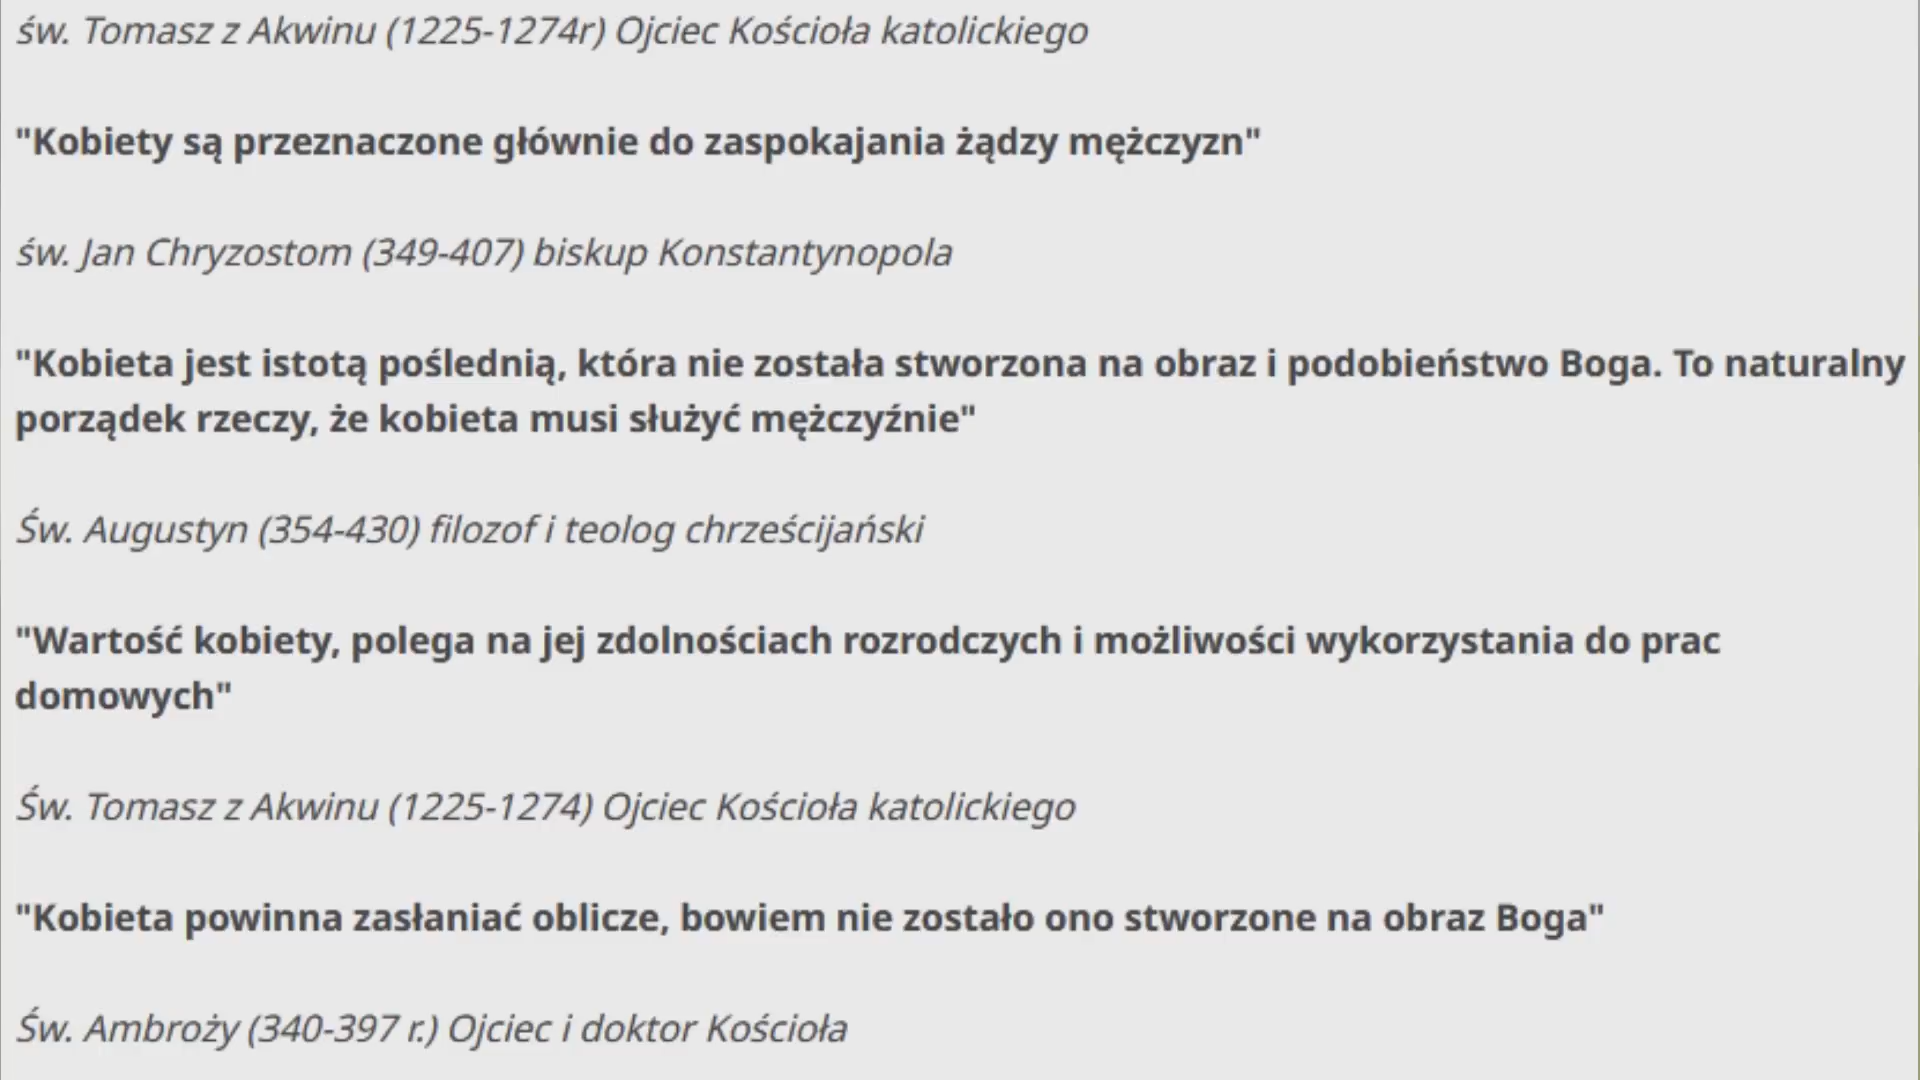 św. Tomasz z Akwinu (1225-1274r) Ojciec Kościoła katolickiego
"Kobiety są przeznaczone głównie do zaspokajania żądzy mężczyzn"
św. Jan Chryzostom (349-407) biskup Konstantynopola
"Kobieta jest istotą poślednią, która nie została stworzona na obraz i podobieństwo Boga. To naturalny
porządek rzeczy, że kobieta musi służyć mężczyźnie"
Św. Augustyn (354-430) filozof i teolog chrześcijański
"Wartość kobiety, polega na jej zdolnościach rozrodczych i możliwości wykorzystania do prac
domowych"
Św. Tomasz z Akwinu (1225-1274) Ojciec Kościoła katolickiego
"Kobieta powinna zasłaniać oblicze, bowiem nie zostało ono stworzone na obraz Boga"
Św. Ambroży (340-397 r.) Ojciec i doktor Kościoła